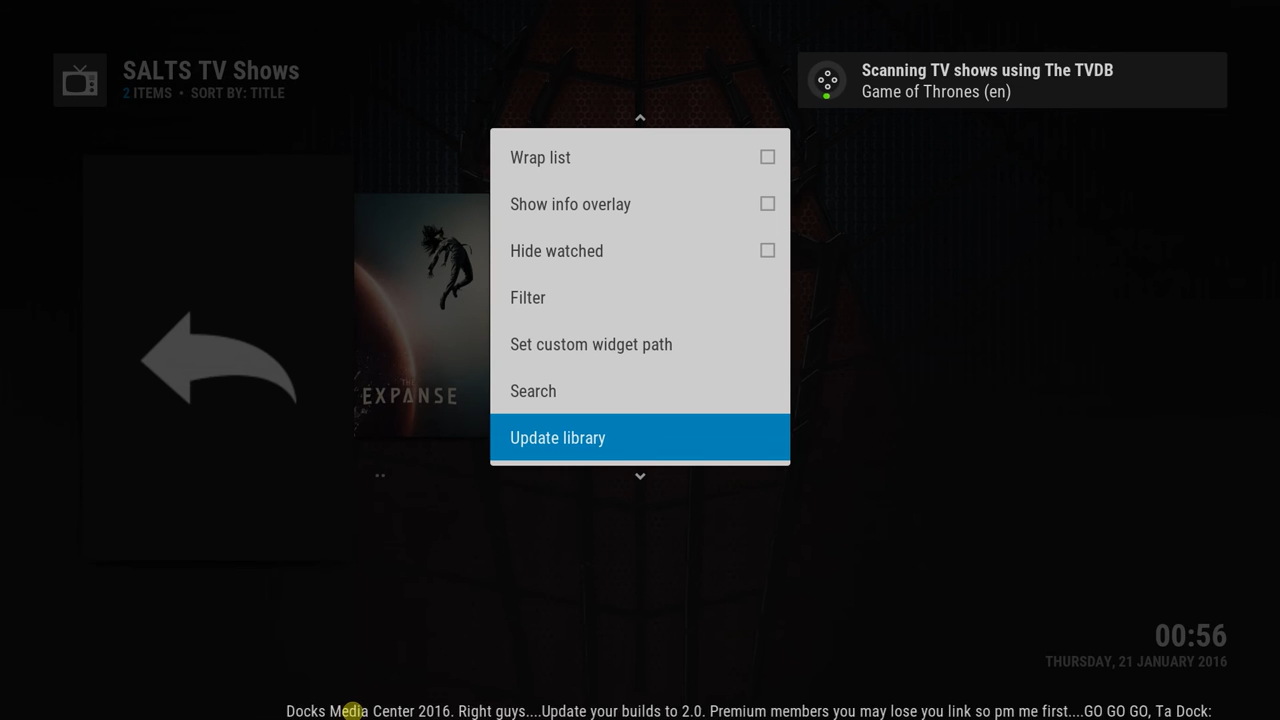 SALTS TV Shows
2 ITEMS • SORT BY: TITLE
Scanning TV shows using The TVDB
Game of Thrones (en)
Wrap list
Show info overlay
Hide watched
Filter
Set custom widget path
Search
Update library
THE
EXPANSE
..
00:56
THURSDAY, 21 JANUARY 2016
Docks Media Center 2016. Right guys....Update your builds to 2.0. Premium members you may lose you link so pm me first....GO GO GO, Ta Dock: